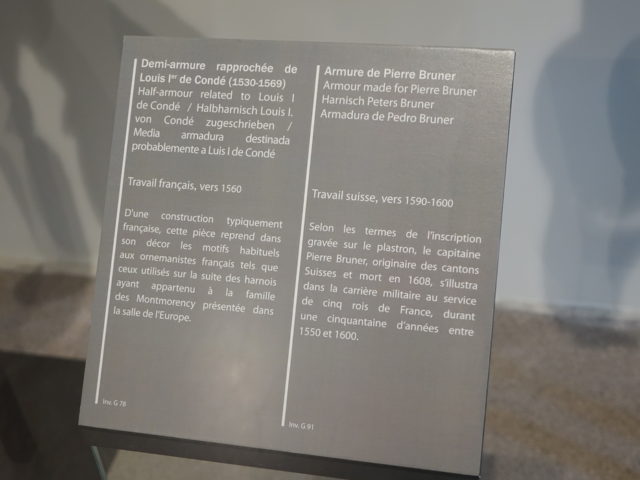 Demi-armure rapprochée de
Louis Ier de Condé (1530-1569)
Half-armour related to Louis I
de Condé / Halbharnisch Louis I.
von Condé zugeschrieben /
Media armadura destinada
probablemente a Luis I de Condé
Travail français, vers 1560
D'une construction typiquement
française, cette pièce reprend dans
son décor les motifs habituels
aux ornemanistes français tels que
ceux utilisés sur la suite des harnois
ayant appartenu à la famille
des Montmorency présentée dans
la salle de l'Europe.
Inv. G 78
Armure de Pierre Bruner
Armour made for Pierre Bruner
Harnisch Peters Bruner
Armadura de Pedro Bruner
Travail suisse, vers 1590-1600
Selon les termes de l'inscription
gravée sur le plastron, le capitaine
Pierre Bruner, originaire des cantons
Suisses et mort en 1608, s'illustra
dans la carrière militaire au service
de cinq rois de France, durant
une cinquantaine d'années entre
1550 et 1600.
Inv. G 91